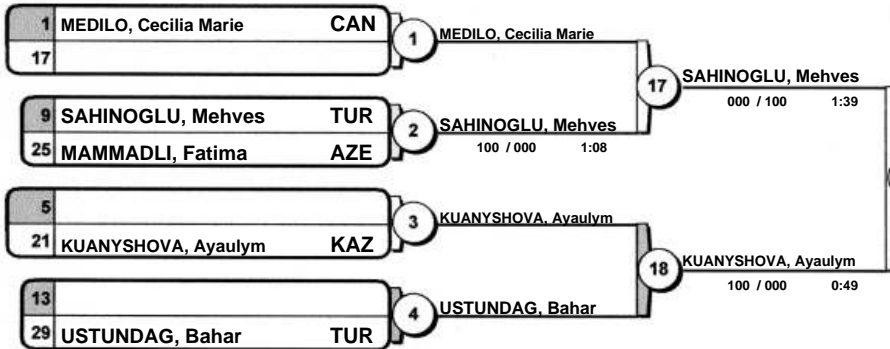 1 MEDILO, Cecilia Marie CAN
17
1 MEDILO, Cecilia Marie
9 SAHINOGLU, Mehves TUR
25 MAMMADLI, Fatima AZE
2 SAHINOGLU, Mehves
100 / 000 1:08
17 SAHINOGLU, Mehves
000 / 100 1:39
5
21 KUANYSHOVA, Ayaulym KAZ
3 KUANYSHOVA, Ayaulym
13
29 USTUNDAG, Bahar TUR
4 USTUNDAG, Bahar
18 KUANYSHOVA, Ayaulym
100 / 000 0:49